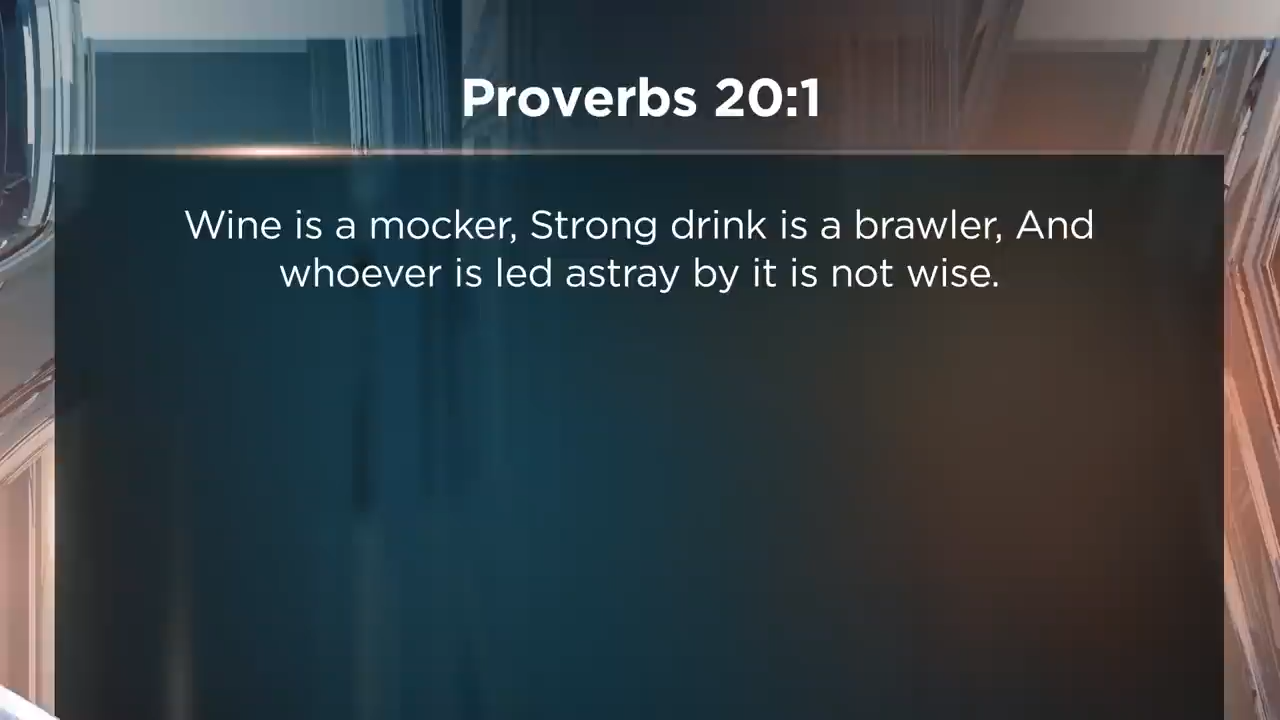 Proverbs 20:1
Wine is a mocker, Strong drink is a brawler, And
whoever is led astray by it is not wise.